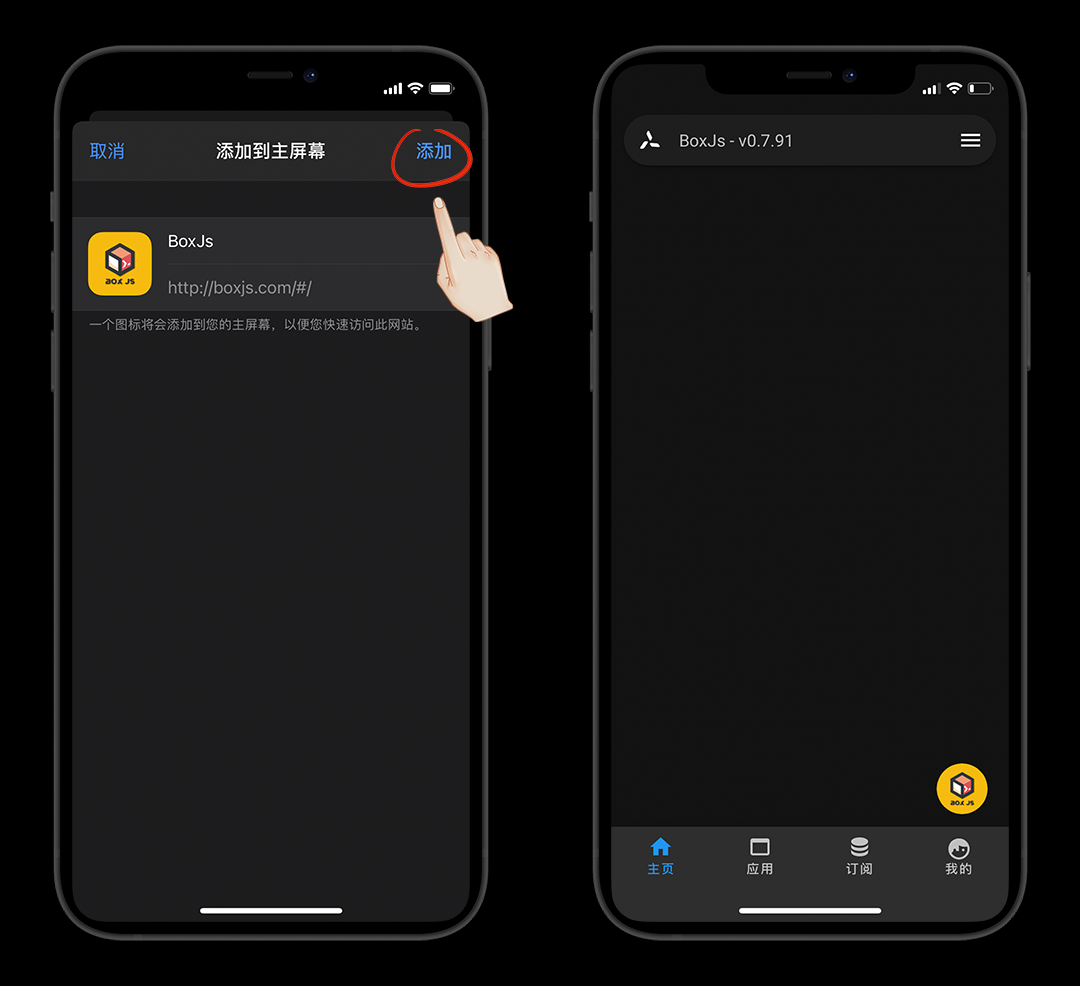 取消
添加到主屏幕
添加
BoxJs
BOX JS
http://boxjs.com/#/
一个图标将会添加到您的主屏幕，以便您快速访问此网站。
BoxJs - v0.7.91
BOX JS
主页
应用
订阅
我的